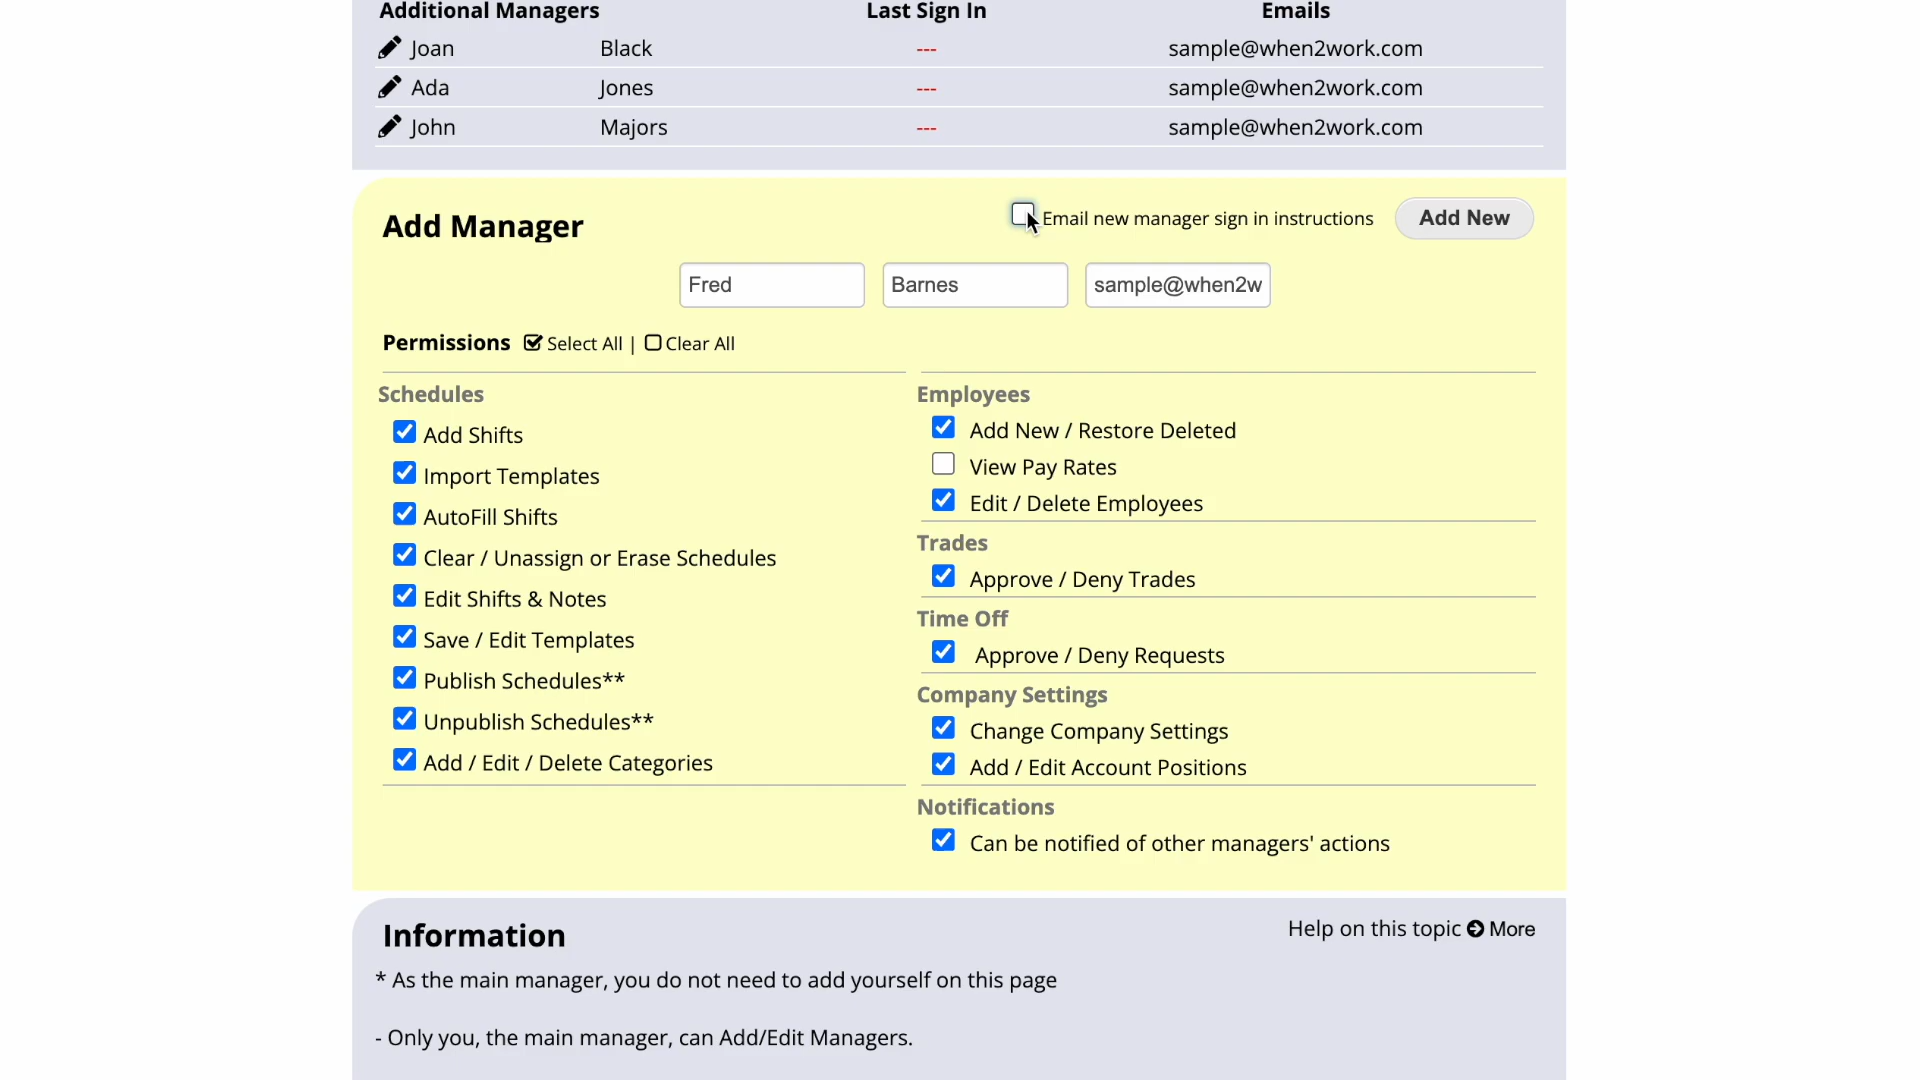 Additional Managers Last Sign In Emails
Joan Black --- sample@when2work.com
Ada Jones --- sample@when2work.com
John Majors --- sample@when2work.com
Add Manager
Email new manager sign in instructions Add New
Fred Barnes sample@when2w
Permissions Select All | Clear All
Schedules
Add Shifts
Import Templates
AutoFill Shifts
Clear / Unassign or Erase Schedules
Edit Shifts & Notes
Save / Edit Templates
Publish Schedules**
Unpublish Schedules**
Add / Edit / Delete Categories
Employees
Add New / Restore Deleted
View Pay Rates
Edit / Delete Employees
Trades
Approve / Deny Trades
Time Off
Approve / Deny Requests
Company Settings
Change Company Settings
Add / Edit Account Positions
Notifications
Can be notified of other managers' actions
Information
Help on this topic More
* As the main manager, you do not need to add yourself on this page
- Only you, the main manager, can Add/Edit Managers.